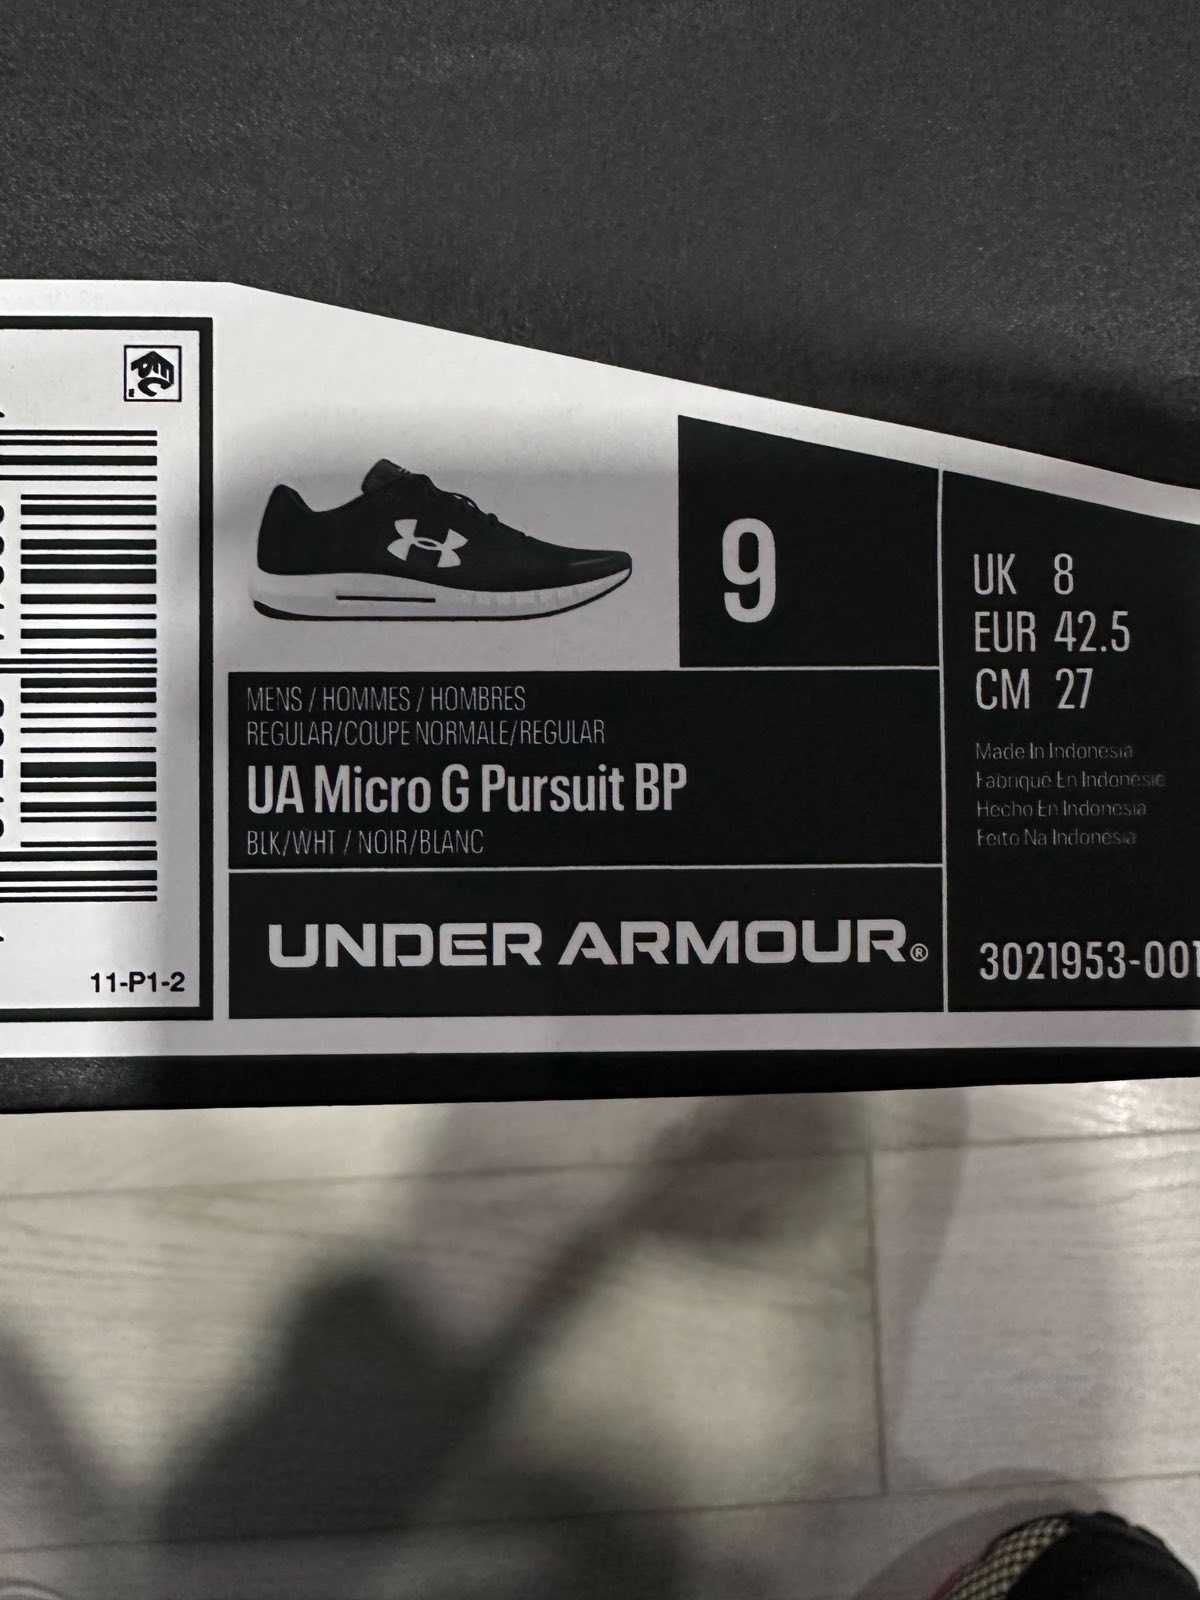 11-P1-2
9
MENS / HOMMES / HOMBRES
REGULAR/COUPE NORMALE/REGULAR
UA Micro G Pursuit BP
BLK/WHT / NOIR/BLANC
UNDER ARMOUR®
UK 8
EUR 42.5
CM 27
Made In Indonesia
Fabriqué En Indonésie
Hecho En Indonesia
Feito Na Indonésia
3021953-001